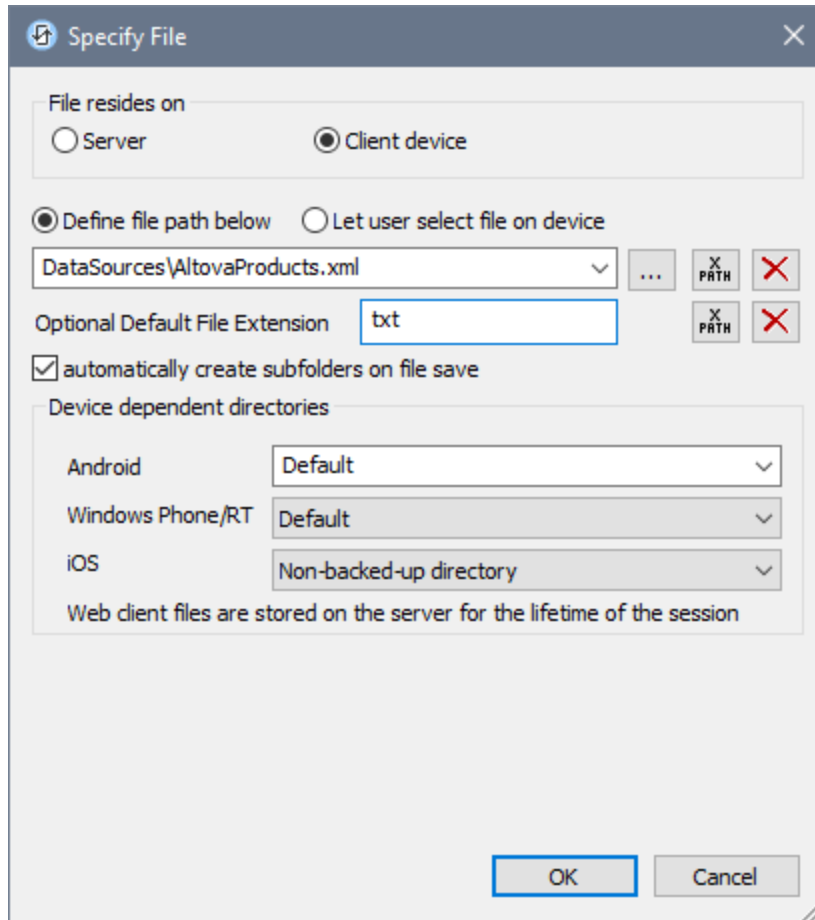 Specify File
File resides on
Server Client device
Define file path below Let user select file on device
DataSources\AltovaProducts.xml ... X PATH
Optional Default File Extension txt X PATH
automatically create subfolders on file save
Device dependent directories
Android Default
Windows Phone/RT Default
iOS Non-backed-up directory
Web client files are stored on the server for the lifetime of the session
OK Cancel